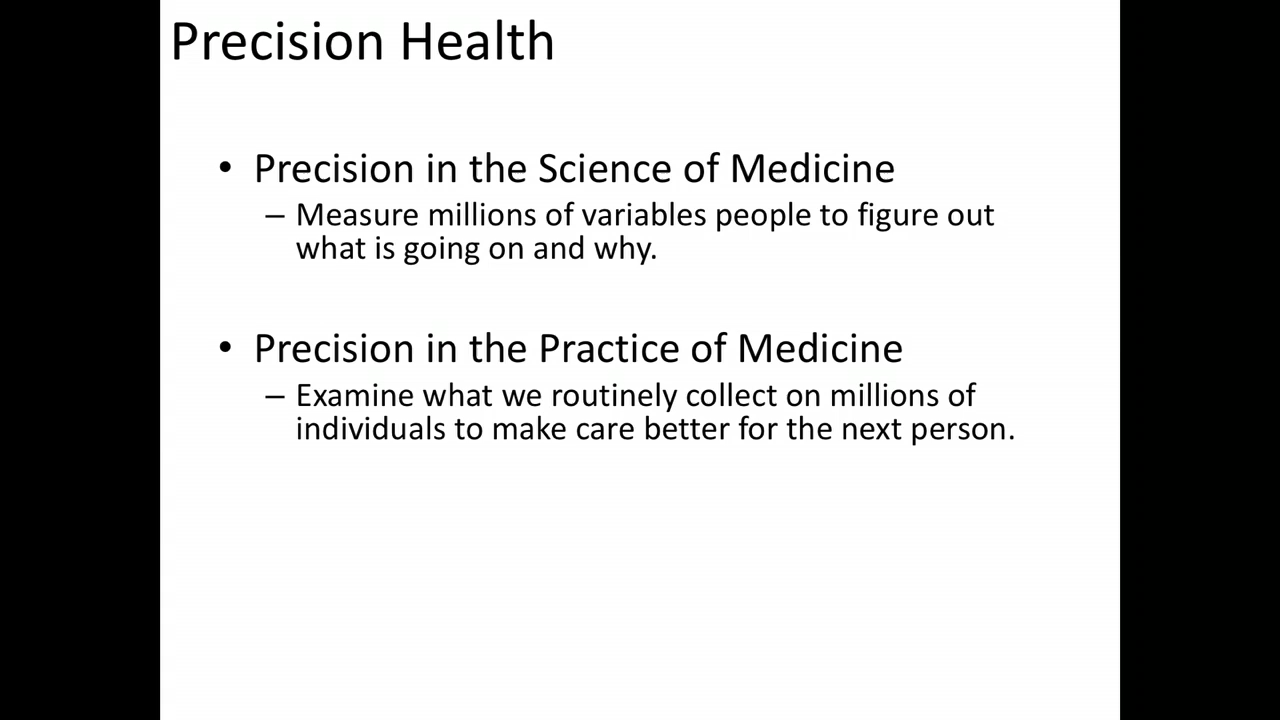 Precision Health
• Precision in the Science of Medicine
– Measure millions of variables people to figure out
what is going on and why.
• Precision in the Practice of Medicine
– Examine what we routinely collect on millions of
individuals to make care better for the next person.